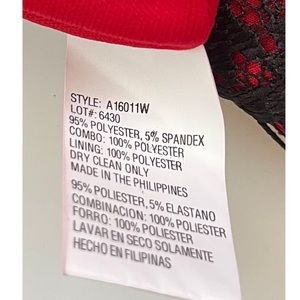 STYLE: A16011W
LOT#: 6430
95% POLYESTER, 5% SPANDEX
COMBO: 100% POLYESTER
LINING: 100% POLYESTER
DRY CLEAN ONLY
MADE IN THE PHILIPPINES
95% POLIESTER, 5% ELASTANO
COMBINACION: 100% POLIESTER
FORRO: 100% POLIESTER
LAVAR EN SECO SOLAMENTE
HECHO EN FILIPINAS